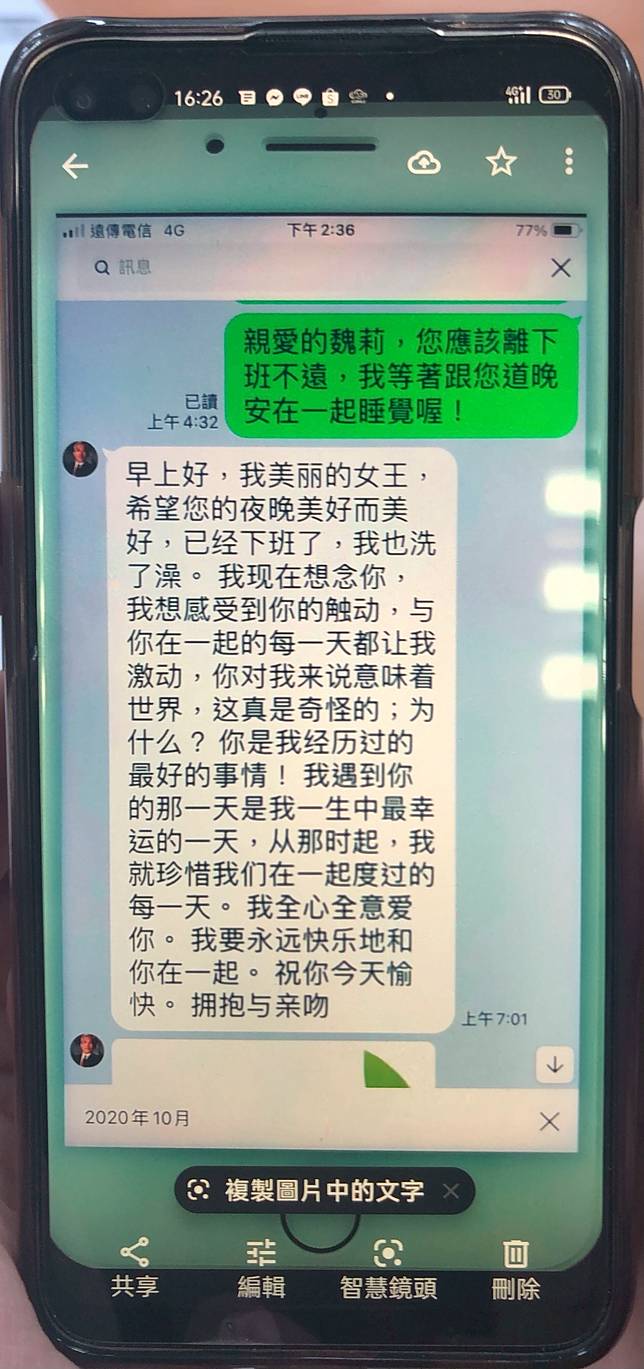 16:26
4G+
30
遠傳電信 4G
下午2:36
77%
訊息
親愛的魏莉，您應該離下
班不遠，我等著跟您道晚
安在一起睡覺喔！
已讀
上午4:32
早上好，我美丽的女王，
希望您的夜晚美好而美
好，已经下班了，我也洗
了澡。 我现在想念你，
我想感受到你的触动，与
你在一起的每一天都让我
激动，你对我来说意味着
世界，这真是奇怪的；为
什么？ 你是我经历过的
最好的事情！ 我遇到你
的那一天是我一生中最幸
运的一天，从那时起，我
就珍惜我们在一起度过的
每一天。 我全心全意爱
你。 我要永远快乐地和
你在一起。 祝你今天愉
快。 拥抱与亲吻
上午7:01
2020年10月
複製圖片中的文字
共享
編輯
智慧鏡頭
刪除